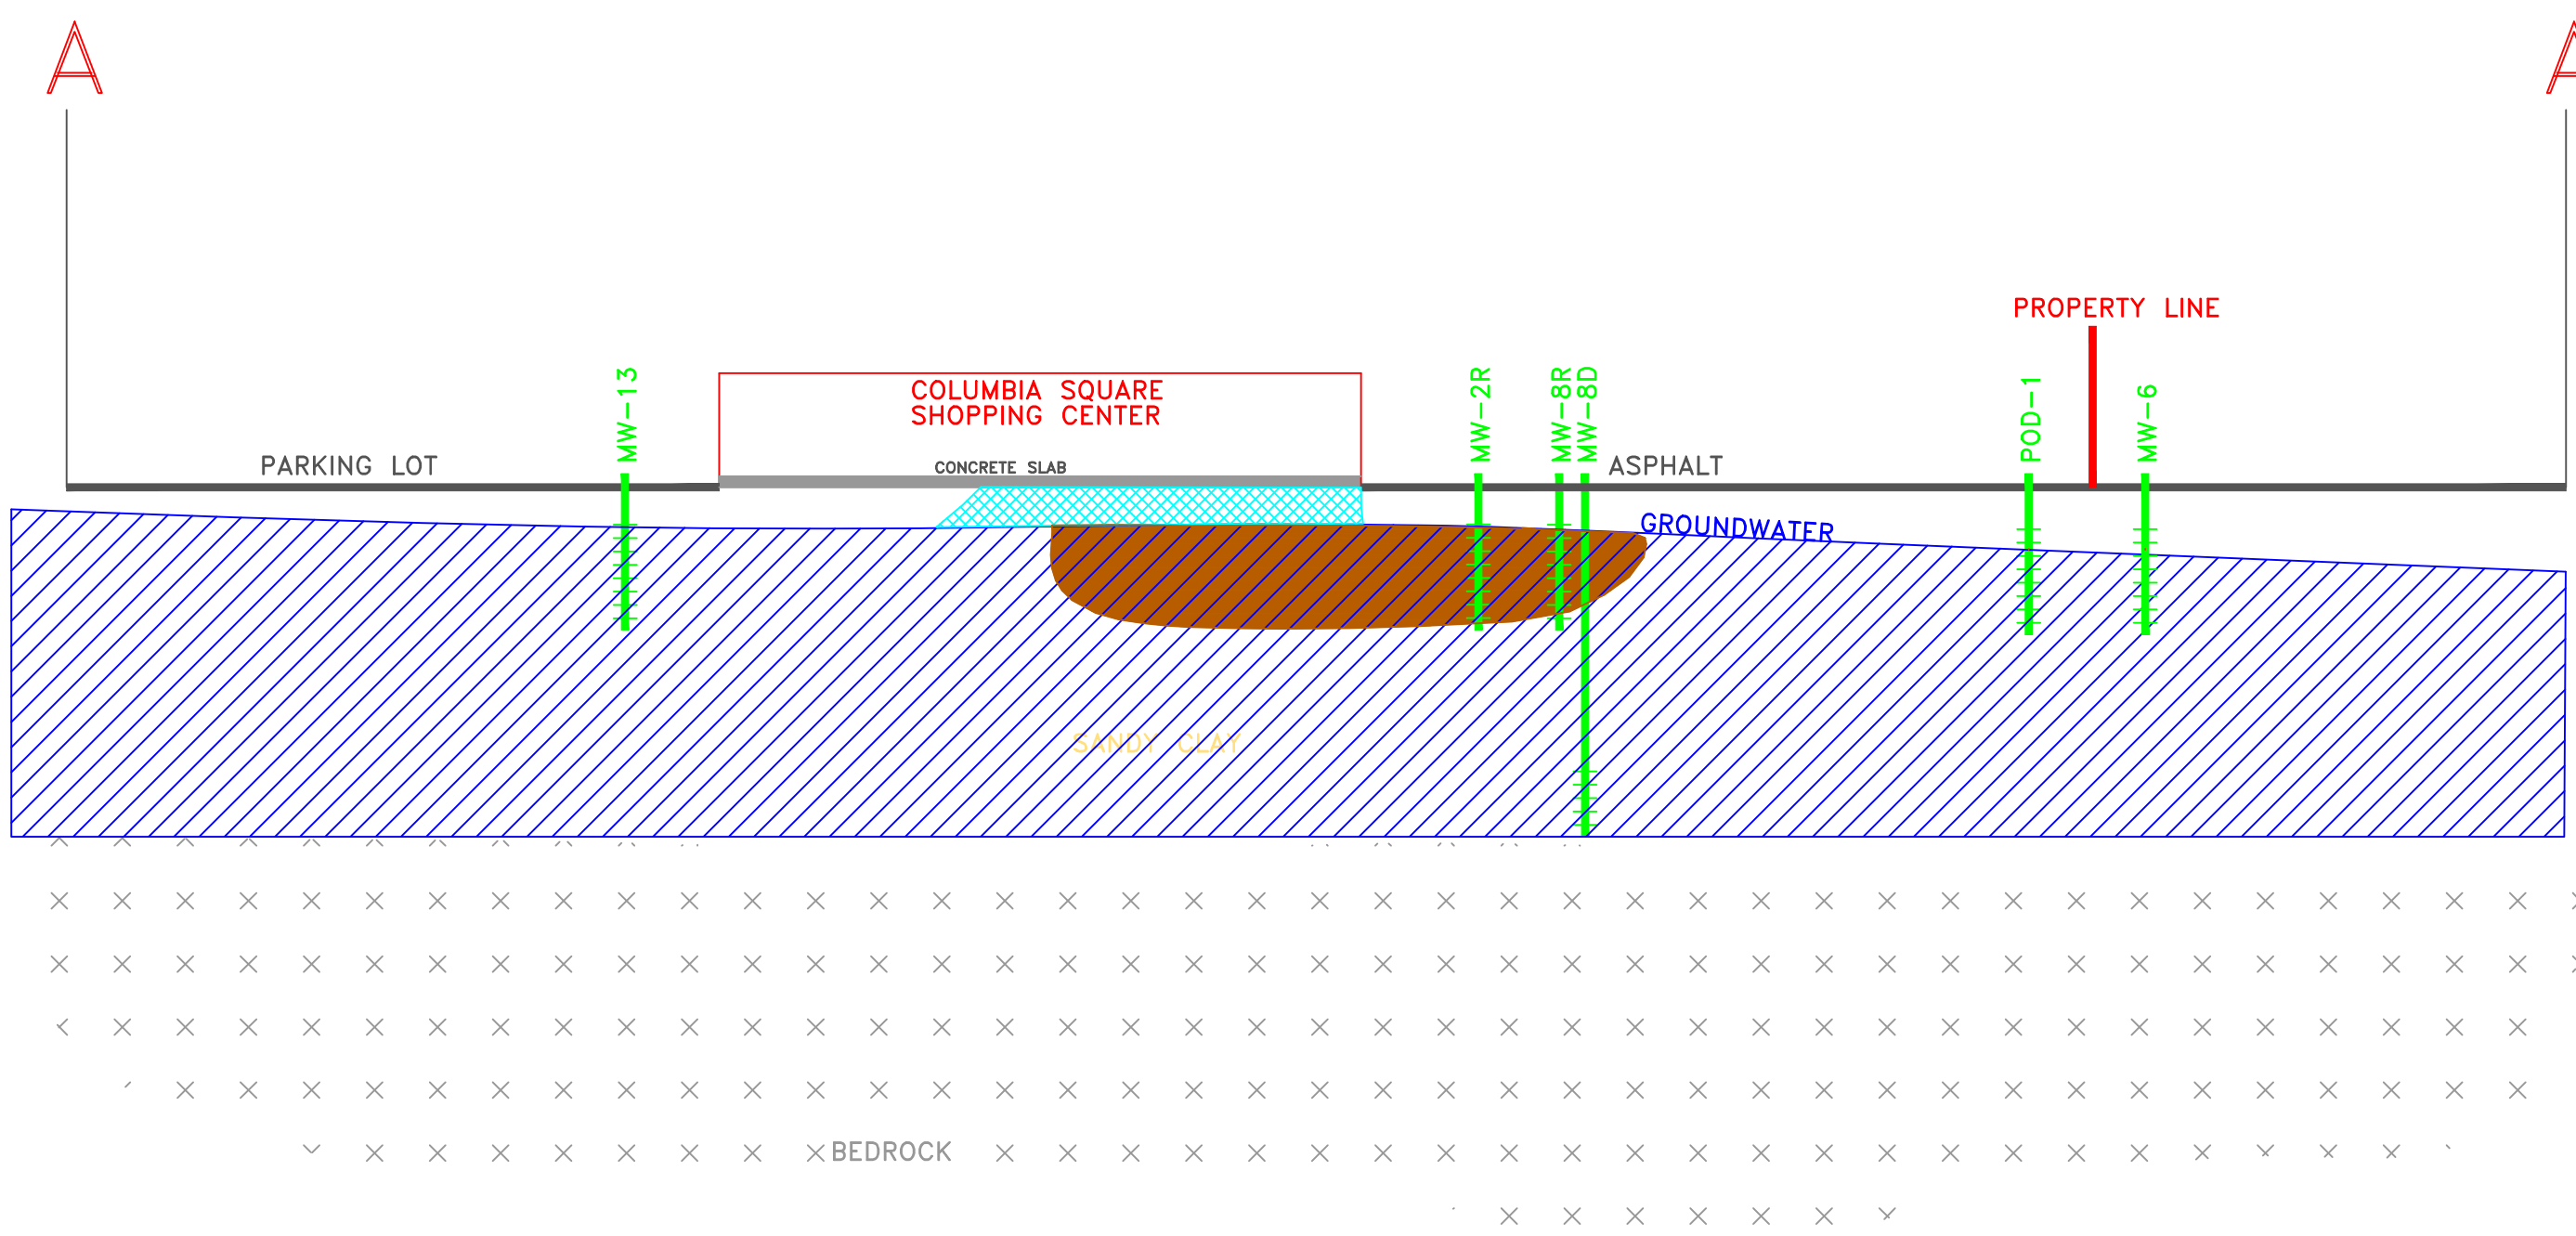 A
A
PROPERTY LINE
MW-13
COLUMBIA SQUARE
SHOPPING CENTER
MW-2R
MW-8R
MW-8D
POD-1
MW-6
PARKING LOT
CONCRETE SLAB
ASPHALT
GROUNDWATER
SANDY CLAY
BEDROCK